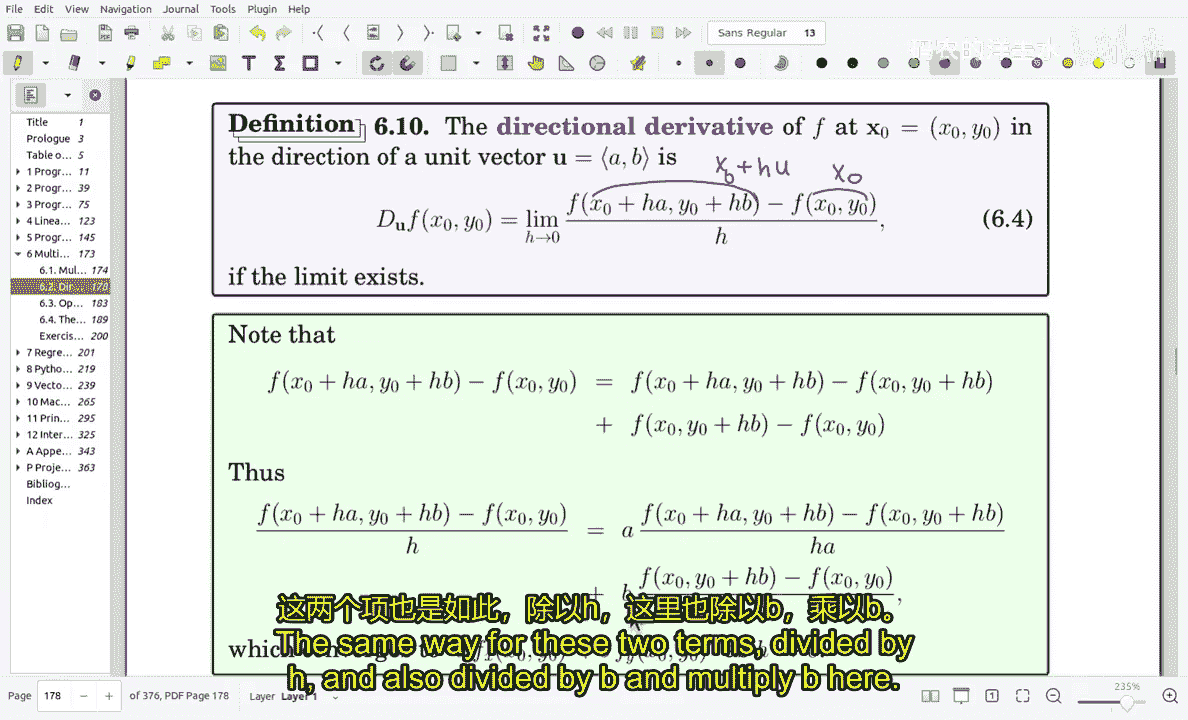 File Edit View Navigation Journal Tools Plugin Help
Sans Regular 13
Title 1
Prologue 3
Table o... 5
1 Progr... 11
2 Progr... 39
3 Progr... 75
4 Linea... 123
5 Progr... 145
6 Multi... 173
6.1. Mul... 174
6.3. Op... 183
6.4. The... 189
Exercis... 200
7 Regre... 201
8 Pytho... 219
9 Vecto... 239
10 Mac... 265
11 Prin... 295
12 Inter... 325
A Appe... 343
P Proje... 363
Bibliog...
Index
Definition 6.10. The directional derivative of f at x₀ = (x₀, y₀) in
the direction of a unit vector u = ⟨a, b⟩ is
x₀+hu x₀
D_u f(x₀, y₀) = lim_{h→0} (f(x₀ + ha, y₀ + hb) − f(x₀, y₀)) / h, (6.4)
if the limit exists.
Note that
f(x₀ + ha, y₀ + hb) − f(x₀, y₀) = f(x₀ + ha, y₀ + hb) − f(x₀, y₀ + hb)
+ f(x₀, y₀ + hb) − f(x₀, y₀)
Thus
(f(x₀ + ha, y₀ + hb) − f(x₀, y₀)) / h = a (f(x₀ + ha, y₀ + hb) − f(x₀, y₀ + hb)) / ha
f(x₀, y₀ + hb) − f(x₀, y₀)
这两个项也是如此，除以h，这里也除以b，乘以b。
The same way for these two terms, divided by
h, and also divided by b and multiply b here.
Page 178 of 376, PDF Page 178 Layer Layer 1 235%